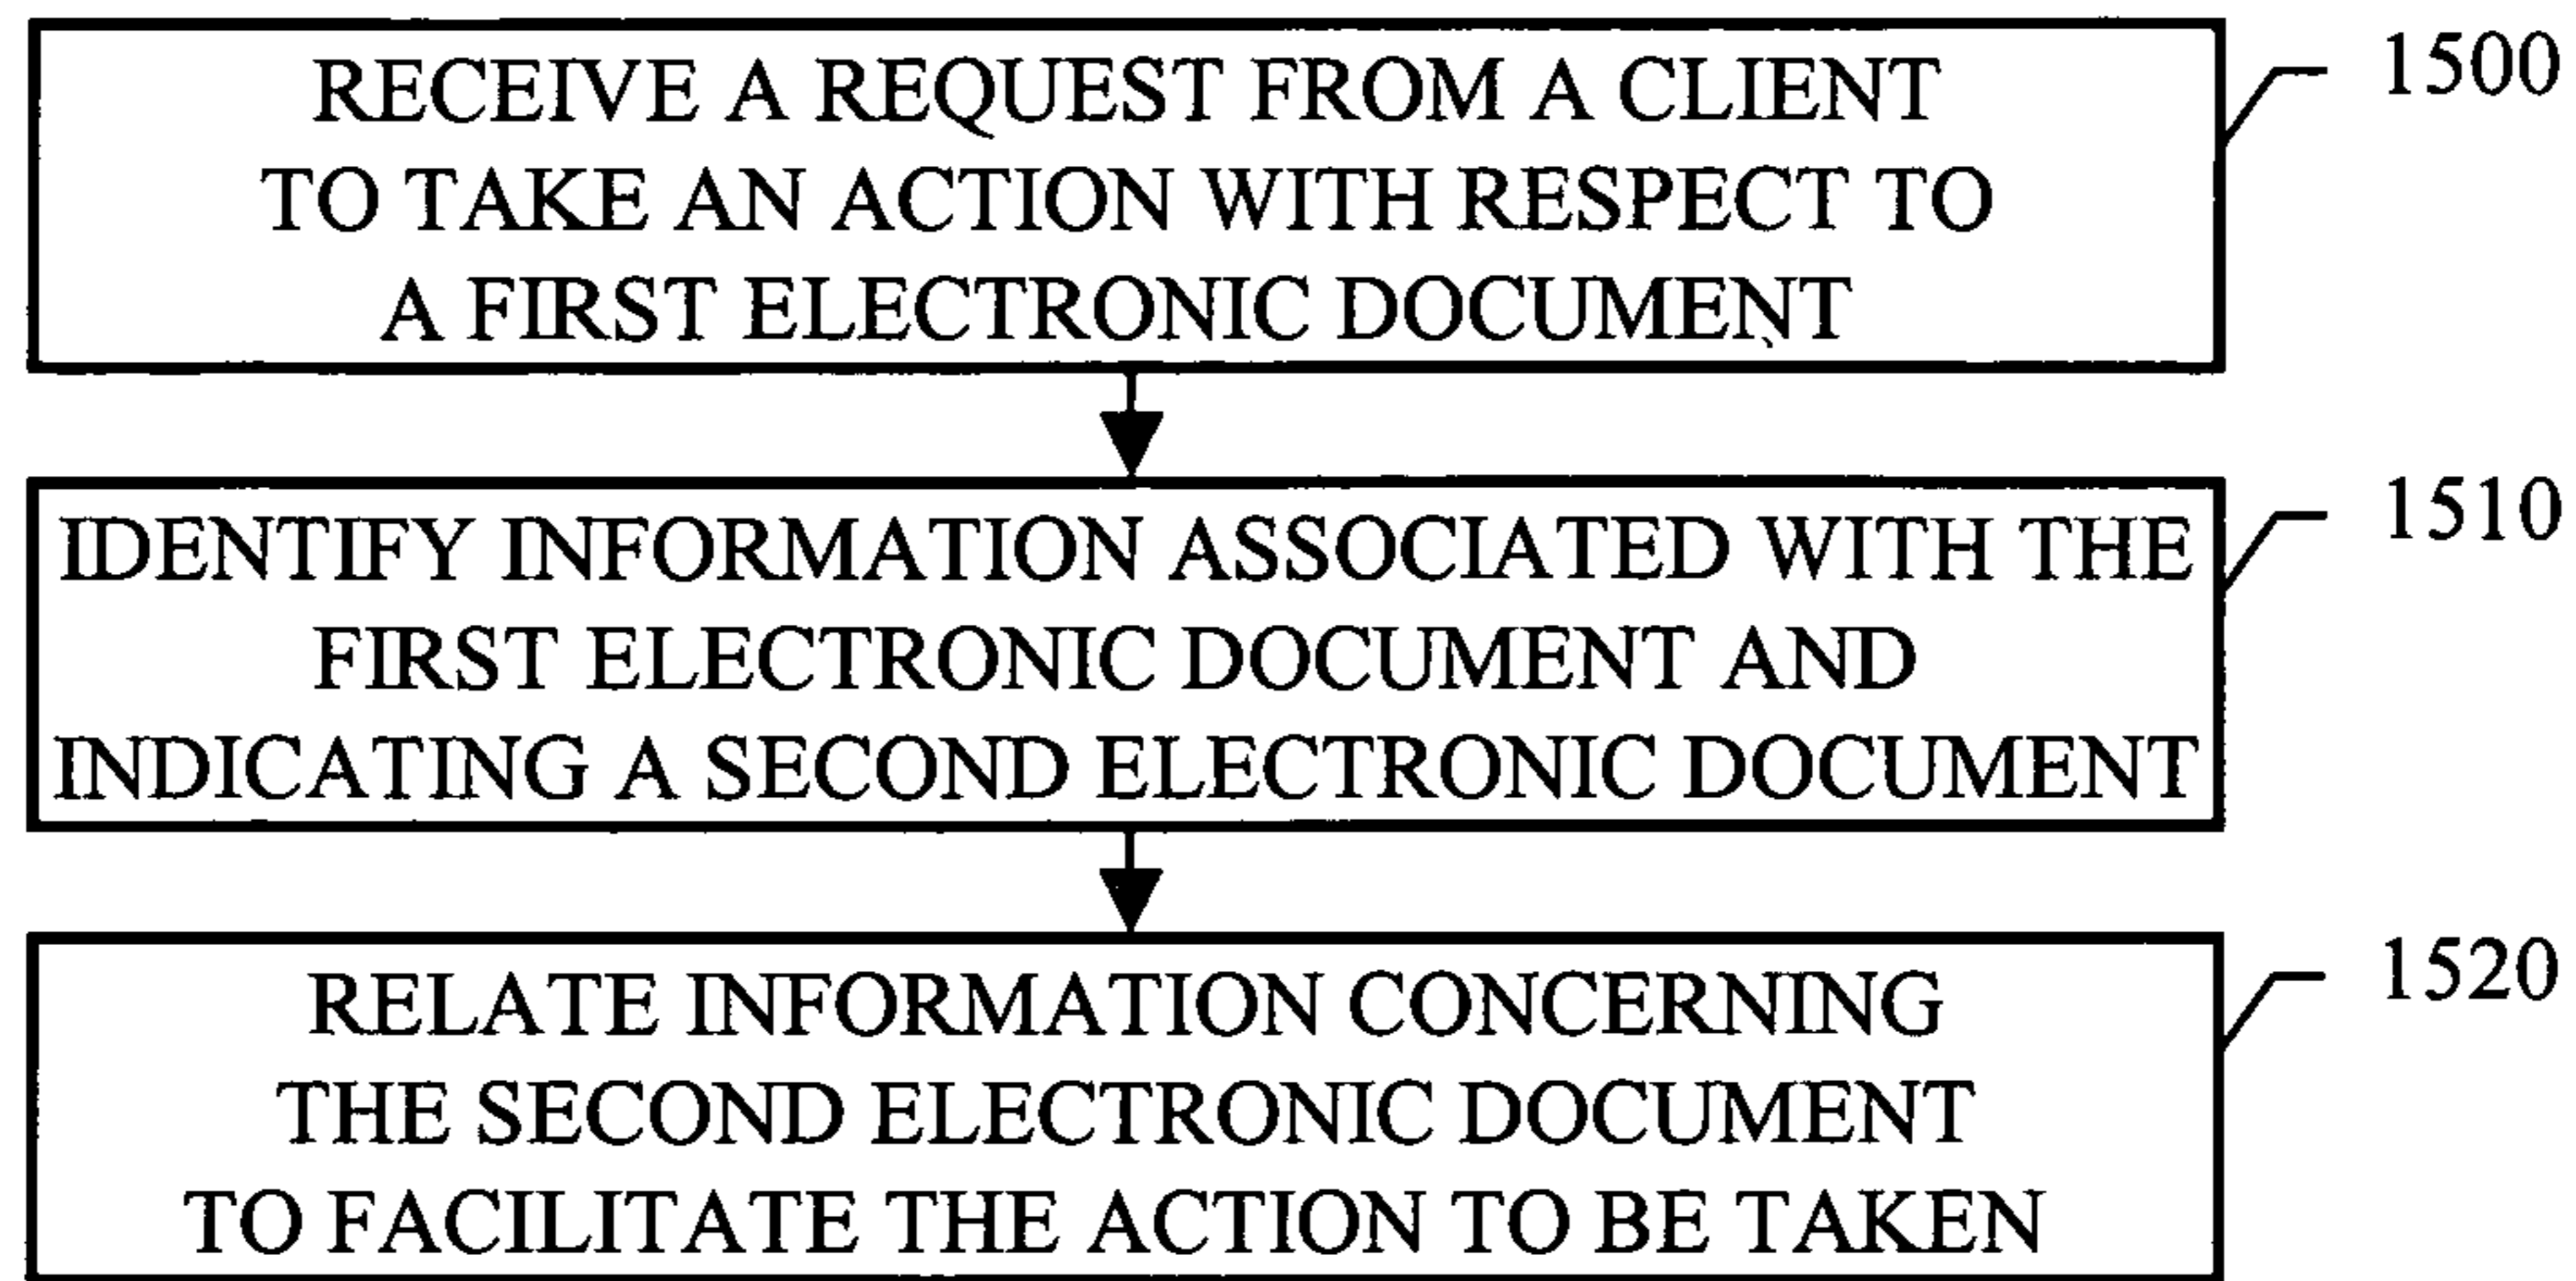 RECEIVE A REQUEST FROM A CLIENT
TO TAKE AN ACTION WITH RESPECT TO
A FIRST ELECTRONIC DOCUMENT
1500
IDENTIFY INFORMATION ASSOCIATED WITH THE
FIRST ELECTRONIC DOCUMENT AND
INDICATING A SECOND ELECTRONIC DOCUMENT
1510
RELATE INFORMATION CONCERNING
THE SECOND ELECTRONIC DOCUMENT
TO FACILITATE THE ACTION TO BE TAKEN
1520